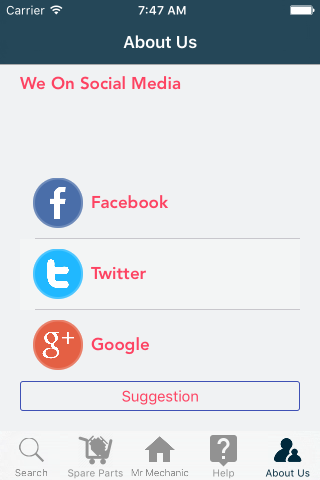 Carrier 7:47 AM
About Us
We On Social Media
f Facebook
t Twitter
g+ Google
Suggestion
Search Spare Parts Mr Mechanic Help About Us